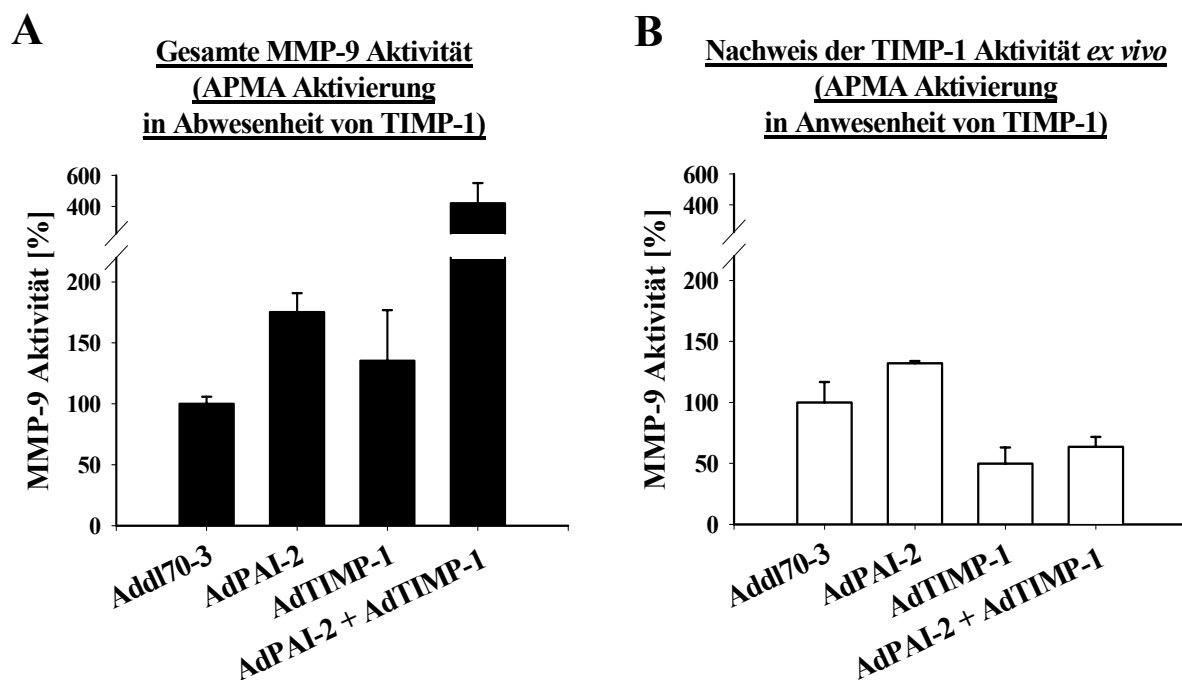 A
Gesamte MMP-9 Aktivität
(APMA Aktivierung
in Abwesenheit von TIMP-1)
MMP-9 Aktivität [%]
600
400
200
150
100
50
0
Addl70-3
AdPAI-2
AdTIMP-1
AdPAI-2 + AdTIMP-1
B
Nachweis der TIMP-1 Aktivität ex vivo
(APMA Aktivierung
in Anwesenheit von TIMP-1)
MMP-9 Aktivität [%]
600
400
200
150
100
50
0
Addl70-3
AdPAI-2
AdTIMP-1
AdPAI-2 + AdTIMP-1